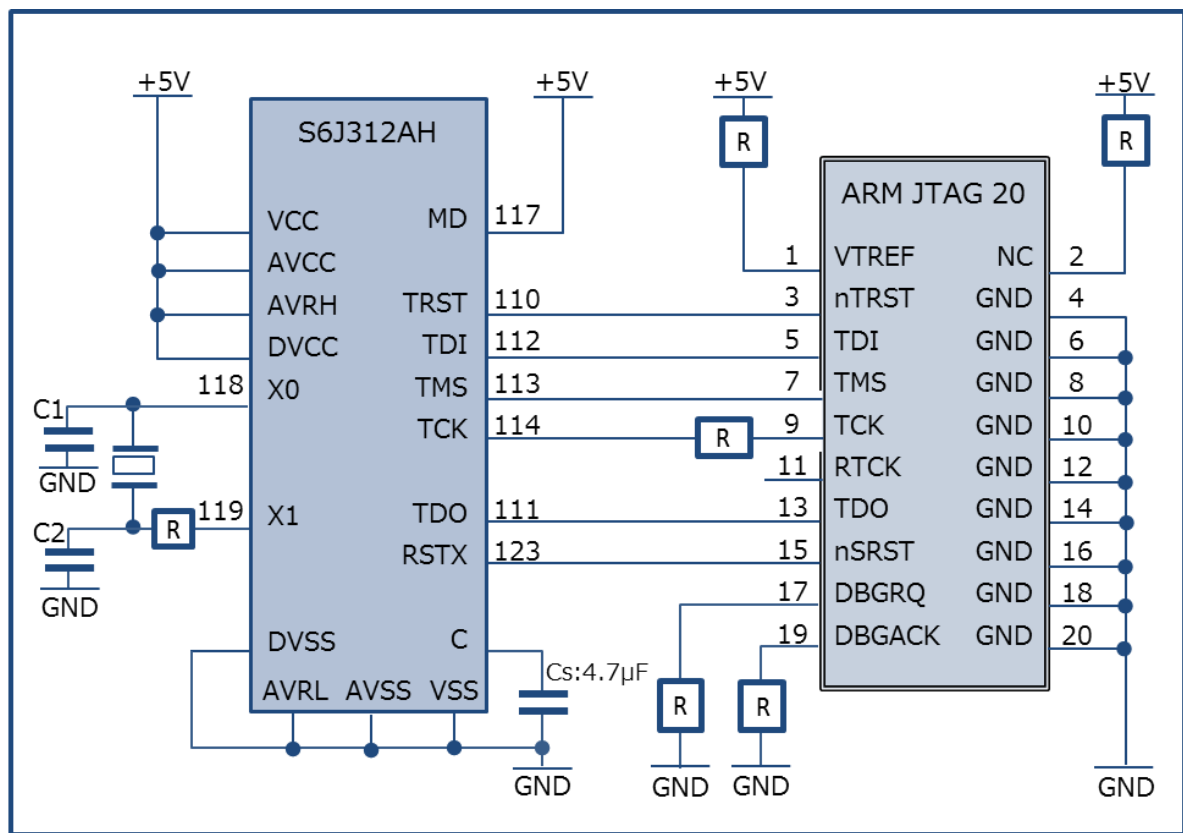 +5V
+5V
+5V
+5V
S6J312AH
ARM JTAG 20
VCC
MD
117
AVCC
1
VTREF
NC
2
AVRH
TRST
110
3
nTRST
GND
4
DVCC
TDI
112
5
TDI
GND
6
118
X0
TMS
113
7
TMS
GND
8
C1
TCK
114
R
9
TCK
GND
10
GND
11
RTCK
GND
12
119
X1
TDO
111
13
TDO
GND
14
C2
R
RSTX
123
15
nSRST
GND
16
GND
17
DBGRQ
GND
18
DVSS
C
19
DBGACK
GND
20
Cs:4.7µF
AVRL
AVSS
VSS
R
R
R
R
GND
GND
GND
GND